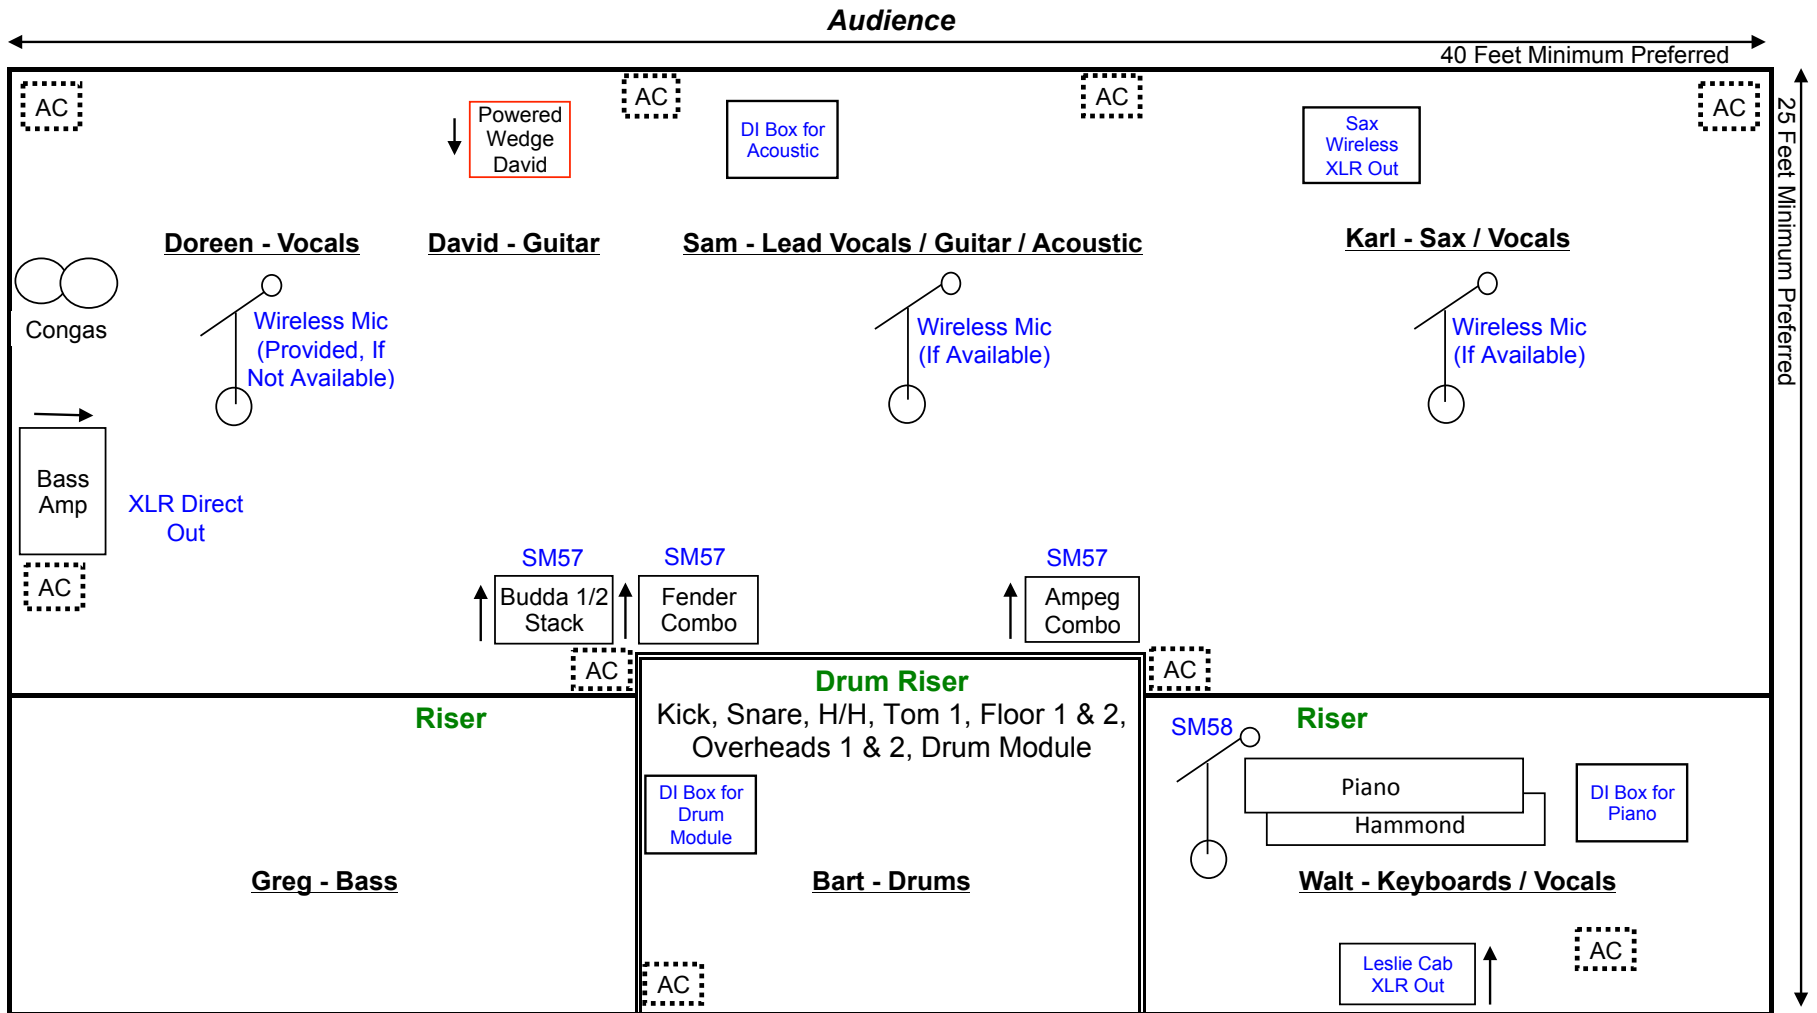 Audience
40 Feet Minimum Preferred
25 Feet Minimum Preferred
AC
AC
AC
AC
Powered
Wedge
David
DI Box for
Acoustic
Sax
Wireless
XLR Out
Doreen - Vocals
David - Guitar
Sam - Lead Vocals / Guitar / Acoustic
Karl - Sax / Vocals
Congas
Wireless Mic
(Provided, If
Not Available)
Wireless Mic
(If Available)
Wireless Mic
(If Available)
Bass
Amp
XLR Direct
Out
AC
SM57
Budda 1/2
Stack
SM57
Fender
Combo
SM57
Ampeg
Combo
AC
AC
Riser
Greg - Bass
Drum Riser
Kick, Snare, H/H, Tom 1, Floor 1 & 2,
Overheads 1 & 2, Drum Module
DI Box for
Drum
Module
Bart - Drums
AC
Riser
SM58
Piano
Hammond
DI Box for
Piano
Walt - Keyboards / Vocals
Leslie Cab
XLR Out
AC